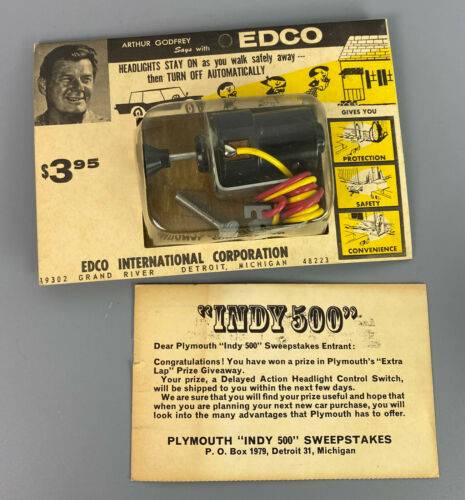 ARTHUR GODFREY
Says with EDCO
HEADLIGHTS STAY ON as you walk safely away...
then TURN OFF AUTOMATICALLY
GIVES YOU
PROTECTION
$3.95
SAFETY
CONVENIENCE
EDCO INTERNATIONAL CORPORATION
19302 GRAND RIVER DETROIT, MICHIGAN 48223
"INDY 500"
Dear Plymouth "Indy 500" Sweepstakes Entrant:
Congratulations! You have won a prize in Plymouth's "Extra
Lap" Prize Giveaway.
Your prize, a Delayed Action Headlight Control Switch,
will be shipped to you within the next few days.
We are sure that you will find your prize useful and hope that
when you are planning your next new car purchase, you will
look into the many advantages that Plymouth has to offer.
PLYMOUTH "INDY 500" SWEEPSTAKES
P. O. Box 1979, Detroit 31, Michigan